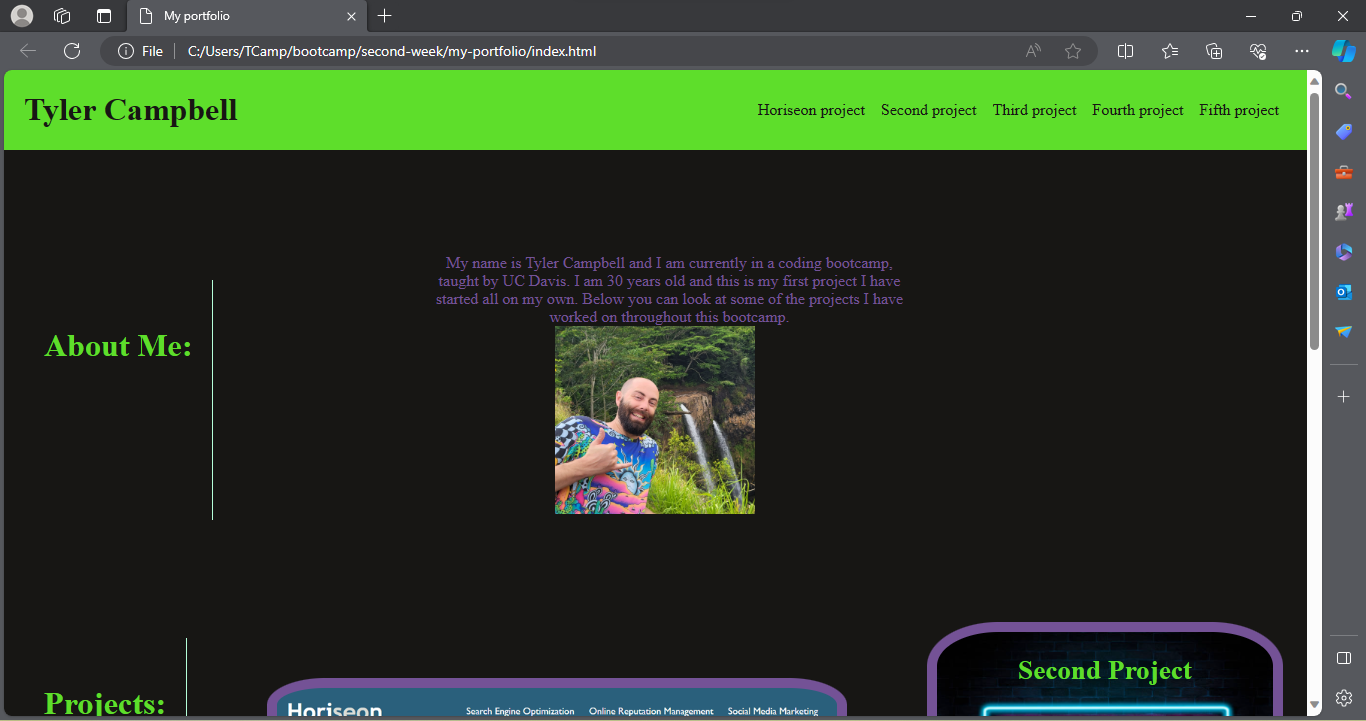 My portfolio
File
C:/Users/TCamp/bootcamp/second-week/my-portfolio/index.html
Tyler Campbell
Horiseon project Second project Third project Fourth project Fifth project
My name is Tyler Campbell and I am currently in a coding bootcamp,
taught by UC Davis. I am 30 years old and this is my first project I have
started all on my own. Below you can look at some of the projects I have
worked on throughout this bootcamp.
About Me:
Second Project
Projects:
Horiseon
Search Engine Optimization Online Reputation Management Social Media Marketing